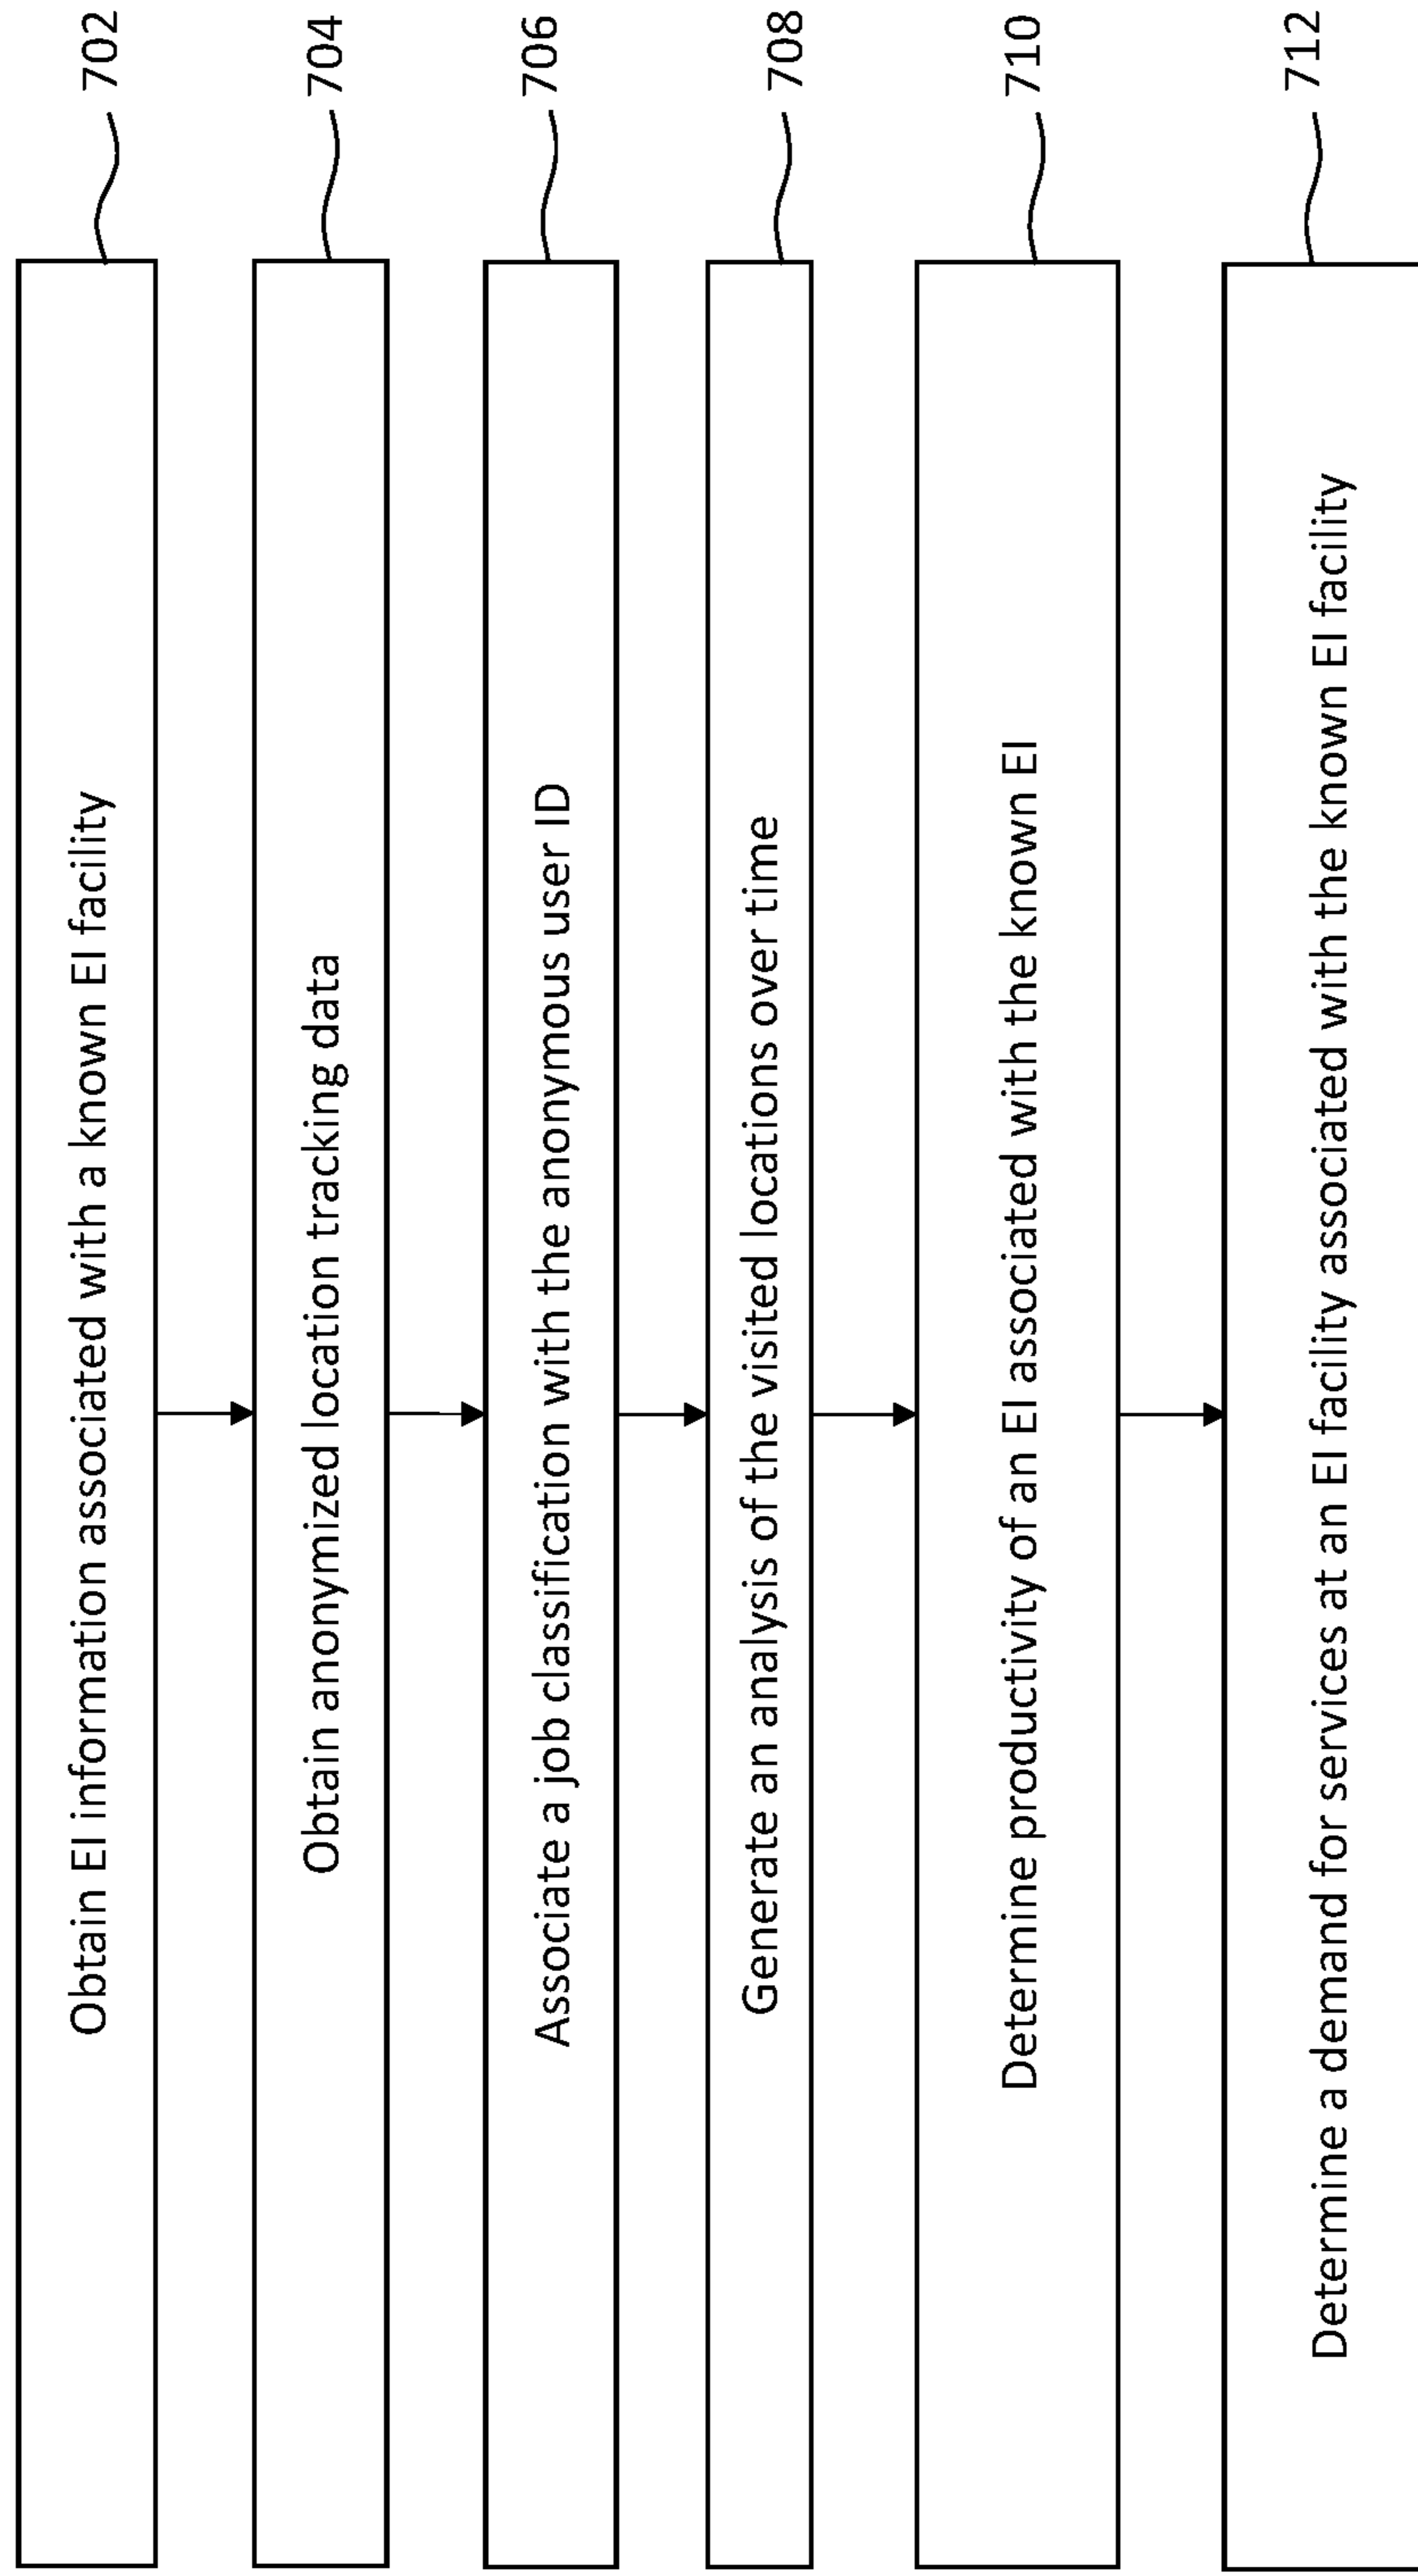 Obtain EI information associated with a known EI facility
702
Obtain anonymized location tracking data
704
Associate a job classification with the anonymous user ID
706
Generate an analysis of the visited locations over time
708
Determine productivity of an EI associated with the known EI
710
Determine a demand for services at an EI facility associated with the known EI facility
712